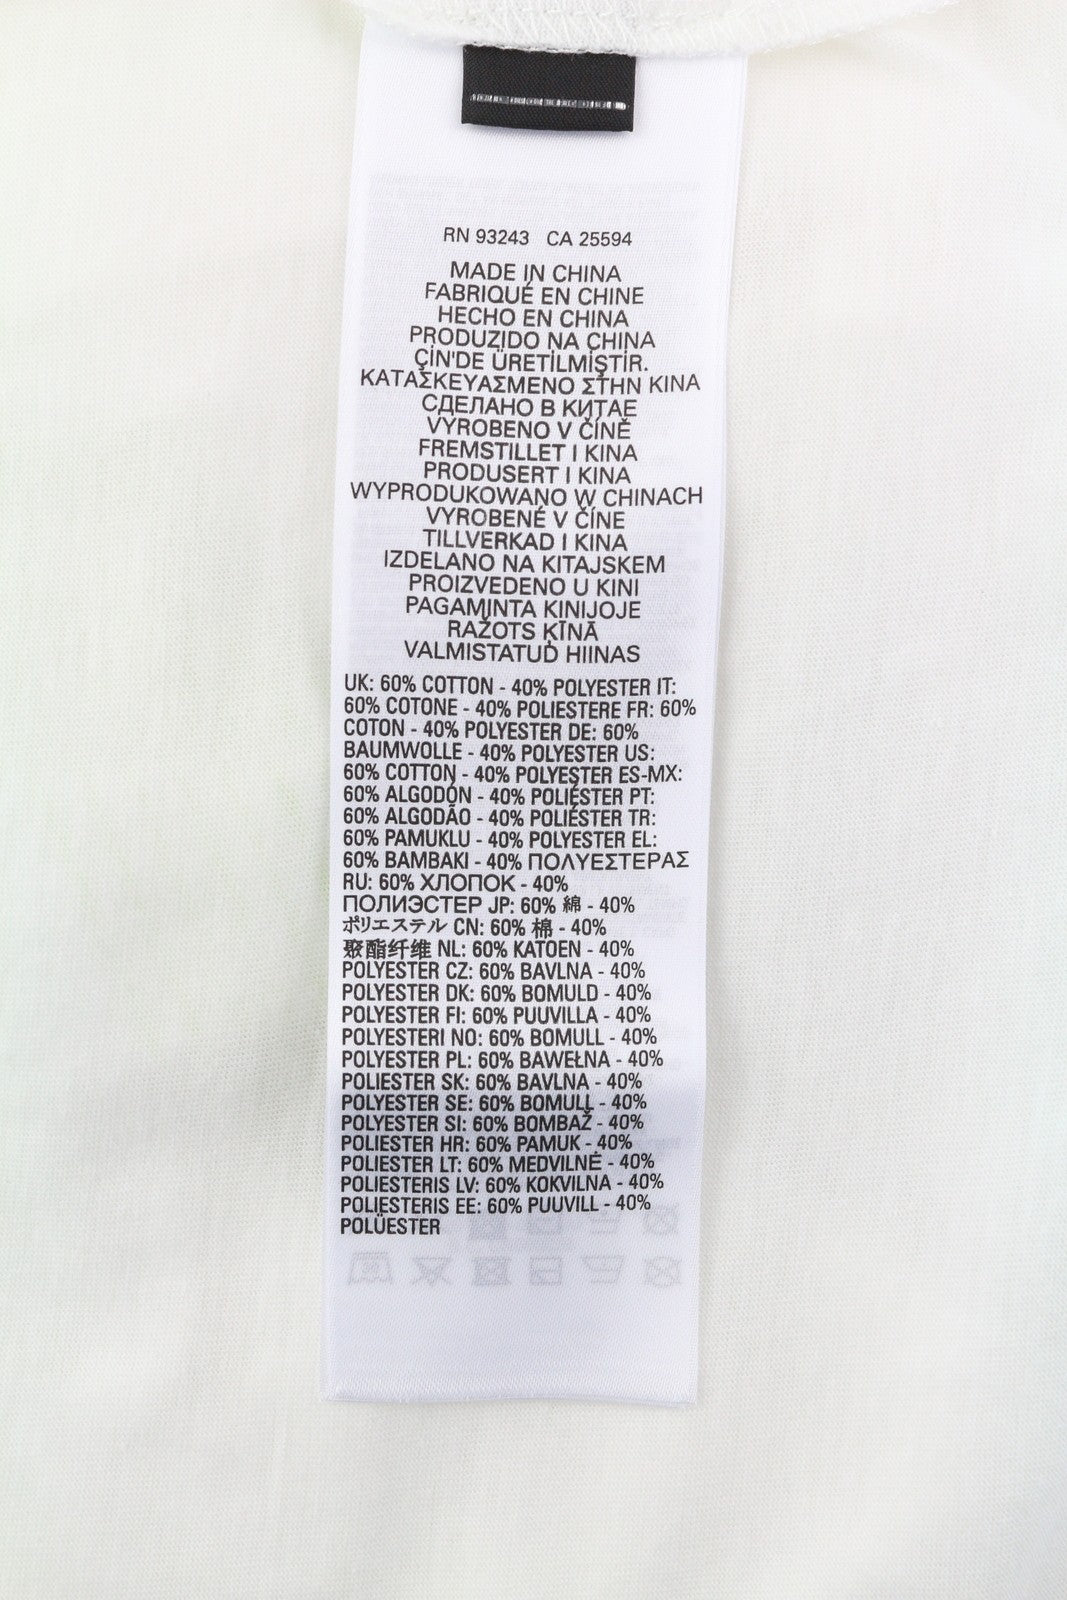 RN 93243 CA 25594
MADE IN CHINA
FABRIQUÉ EN CHINE
HECHO EN CHINA
PRODUZIDO NA CHINA
ÇİN'DE ÜRETİLMİŞTİR.
ΚΑΤΑΣΚΕΥΑΣΜΕΝΟ ΣΤΗΝ ΚΙΝΑ
СДЕЛАНО В КИТАЕ
VYROBENO V ČÍNĚ
FREMSTILLET I KINA
PRODUSERT I KINA
WYPRODUKOWANO W CHINACH
VYROBENÉ V ČÍNE
TILLVERKAD I KINA
IZDELANO NA KITAJSKEM
PROIZVEDENO U KINI
PAGAMINTA KINIJOJE
RAŽOTS ĶĪNĀ
VALMISTATUD HIINAS
UK: 60% COTTON - 40% POLYESTER IT:
60% COTONE - 40% POLIESTERE FR: 60%
COTON - 40% POLYESTER DE: 60%
BAUMWOLLE - 40% POLYESTER US:
60% COTTON - 40% POLYESTER ES-MX:
60% ALGODÓN - 40% POLIÉSTER PT:
60% ALGODÃO - 40% POLIÉSTER TR:
60% PAMUKLU - 40% POLYESTER EL:
60% ΒΑΜΒΑΚΙ - 40% ΠΟΛΥΕΣΤΕΡΑΣ
RU: 60% ХЛОПОК - 40%
ПОЛИЭСТЕР JP: 60% 綿 - 40%
ポリエステル CN: 60% 棉 - 40%
聚酯纤维 NL: 60% KATOEN - 40%
POLYESTER CZ: 60% BAVLNA - 40%
POLYESTER DK: 60% BOMULD - 40%
POLYESTER FI: 60% PUUVILLA - 40%
POLYESTERI NO: 60% BOMULL - 40%
POLYESTER PL: 60% BAWEŁNA - 40%
POLIESTER SK: 60% BAVLNA - 40%
POLYESTER SE: 60% BOMULL - 40%
POLYESTER SI: 60% BOMBAŽ - 40%
POLIESTER HR: 60% PAMUK - 40%
POLIESTER LT: 60% MEDVILNĖ - 40%
POLIESTERIS LV: 60% KOKVILNA - 40%
POLIESTERIS EE: 60% PUUVILL - 40%
POLÜESTER